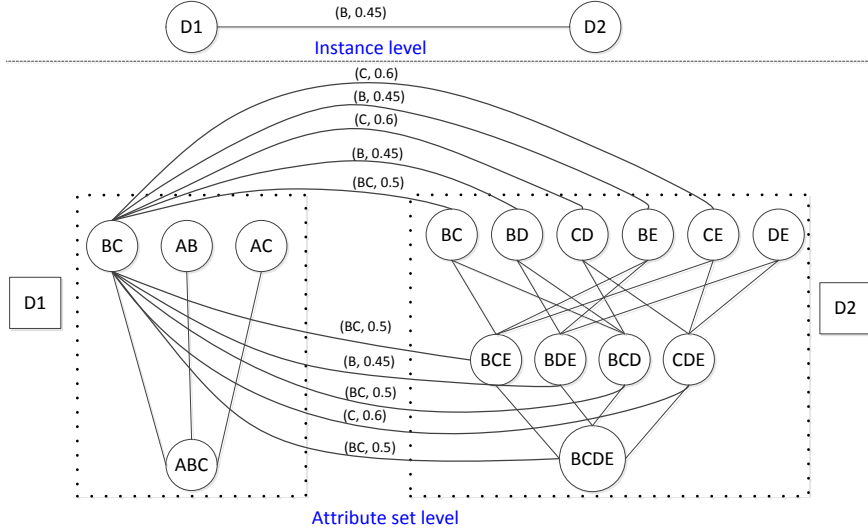 (B, 0.45)
D1
D2
Instance level
(C, 0.6)
(B, 0.45)
(C, 0.6)
(B, 0.45)
(BC, 0.5)
BC
AB
AC
BC
BD
CD
BE
CE
DE
D1
D2
(BC, 0.5)
BCE
BDE
BCD
CDE
(B, 0.45)
(BC, 0.5)
(C, 0.6)
(BC, 0.5)
ABC
BCDE
Attribute set level